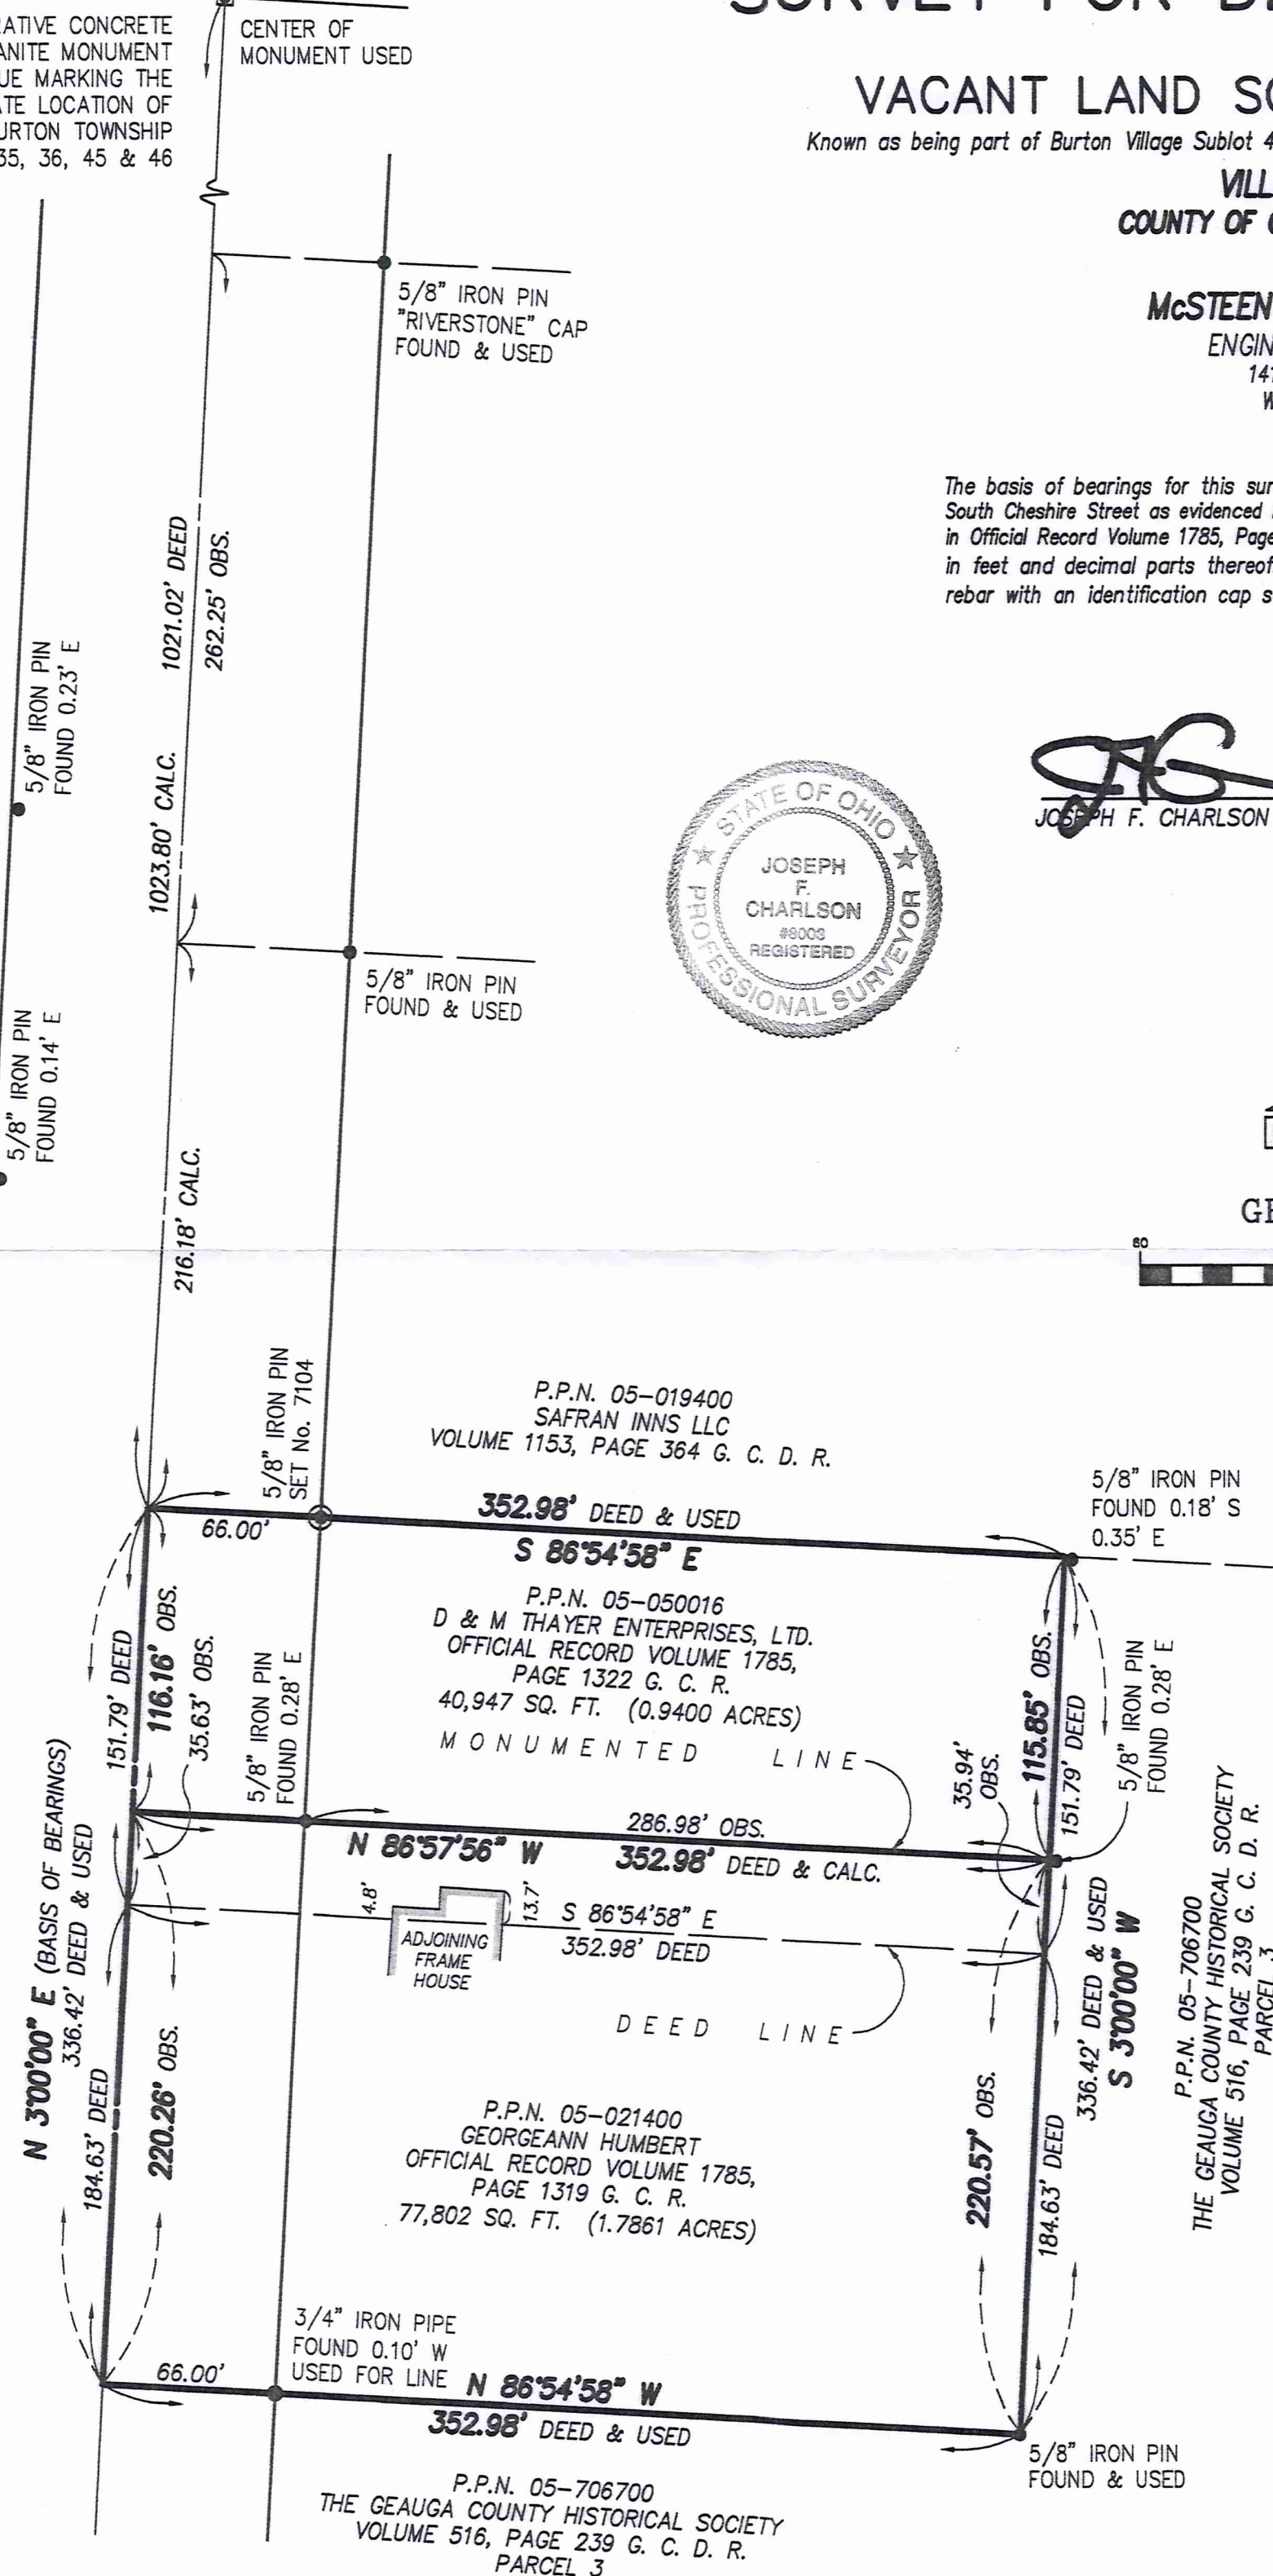 CONCRETE
MONUMENT
MARKING THE
LOCATION OF
TOWNSHIP
35, 36, 45 & 46
CENTER OF
MONUMENT USED
SURVEY FOR
VACANT LAND
Known as being part of Burton Village Sublot 4
COUNTY OF
McSTEEN
The basis of bearings for this
South Cheshire Street as evidenced
in Official Record Volume 1785, Page
in feet and decimal parts thereof
rebar with an identification cap
5/8" IRON PIN
"RIVERSTONE" CAP
FOUND & USED
1021.02' DEED
262.25' OBS.
5/8" IRON PIN
FOUND 0.23' E
1023.80' CALC.
STATE OF OHIO
JOSEPH
F.
CHARLSON
#8003
REGISTERED
PROFESSIONAL SURVEYOR
JOSEPH F. CHARLSON
5/8" IRON PIN
FOUND & USED
5/8" IRON PIN
FOUND 0.14' E
216.18' CALC.
60
5/8" IRON PIN
SET No. 7104
P.P.N. 05-019400
SAFRAN INNS LLC
VOLUME 1153, PAGE 364 G. C. D. R.
5/8" IRON PIN
FOUND 0.18' S
0.35' E
66.00'
352.98' DEED & USED
S 86°54'58" E
P.P.N. 05-050016
D & M THAYER ENTERPRISES, LTD.
OFFICIAL RECORD VOLUME 1785,
PAGE 1322 G. C. R.
40,947 SQ. FT. (0.9400 ACRES)
MONUMENTED LINE
151.79' DEED
116.16' OBS.
35.63' OBS.
5/8" IRON PIN
FOUND 0.28' E
35.94'
OBS.
115.85' OBS.
151.79' DEED
5/8" IRON PIN
FOUND 0.28' E
286.98' OBS.
N 86°57'56" W
352.98' DEED & CALC.
4.8'
13.7'
S 86°54'58" E
352.98' DEED
ADJOINING
FRAME
HOUSE
DEED LINE
N 3°00'00" E (BASIS OF BEARINGS)
336.42' DEED & USED
184.63' DEED
220.26' OBS.
P.P.N. 05-021400
GEORGEANN HUMBERT
OFFICIAL RECORD VOLUME 1785,
PAGE 1319 G. C. R.
77,802 SQ. FT. (1.7861 ACRES)
220.57' OBS.
184.63' DEED
336.42' DEED & USED
S 3°00'00" W
P.P.N. 05-706700
THE GEAUGA COUNTY HISTORICAL SOCIETY
VOLUME 516, PAGE 239 G. C. D. R.
PARCEL 3
3/4" IRON PIPE
FOUND 0.10' W
USED FOR LINE
66.00'
N 86°54'58" W
352.98' DEED & USED
5/8" IRON PIN
FOUND & USED
P.P.N. 05-706700
THE GEAUGA COUNTY HISTORICAL SOCIETY
VOLUME 516, PAGE 239 G. C. D. R.
PARCEL 3